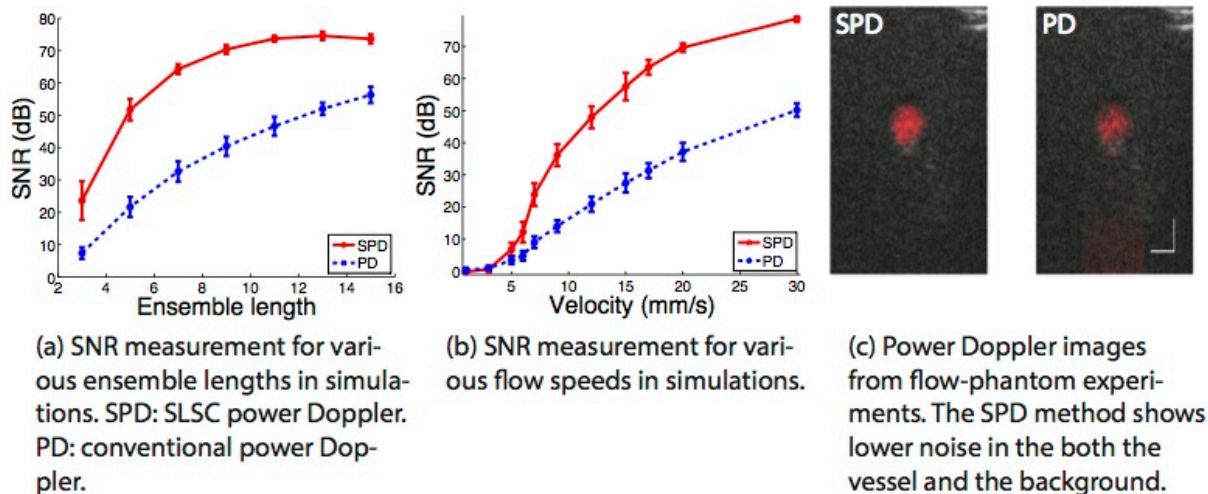 80
70
60
50
40
30
20
10
0
SNR (dB)
2 4 6 8 10 12 14 16
Ensemble length
SPD
PD
70
60
50
40
30
20
10
0
SNR (dB)
5 10 15 20 25 30
Velocity (mm/s)
SPD
PD
SPD
PD
(a) SNR measurement for vari-
ous ensemble lengths in simula-
tions. SPD: SLSC power Doppler.
PD: conventional power Dop-
pler.
(b) SNR measurement for vari-
ous flow speeds in simulations.
(c) Power Doppler images
from flow-phantom experi-
ments. The SPD method shows
lower noise in the both the
vessel and the background.